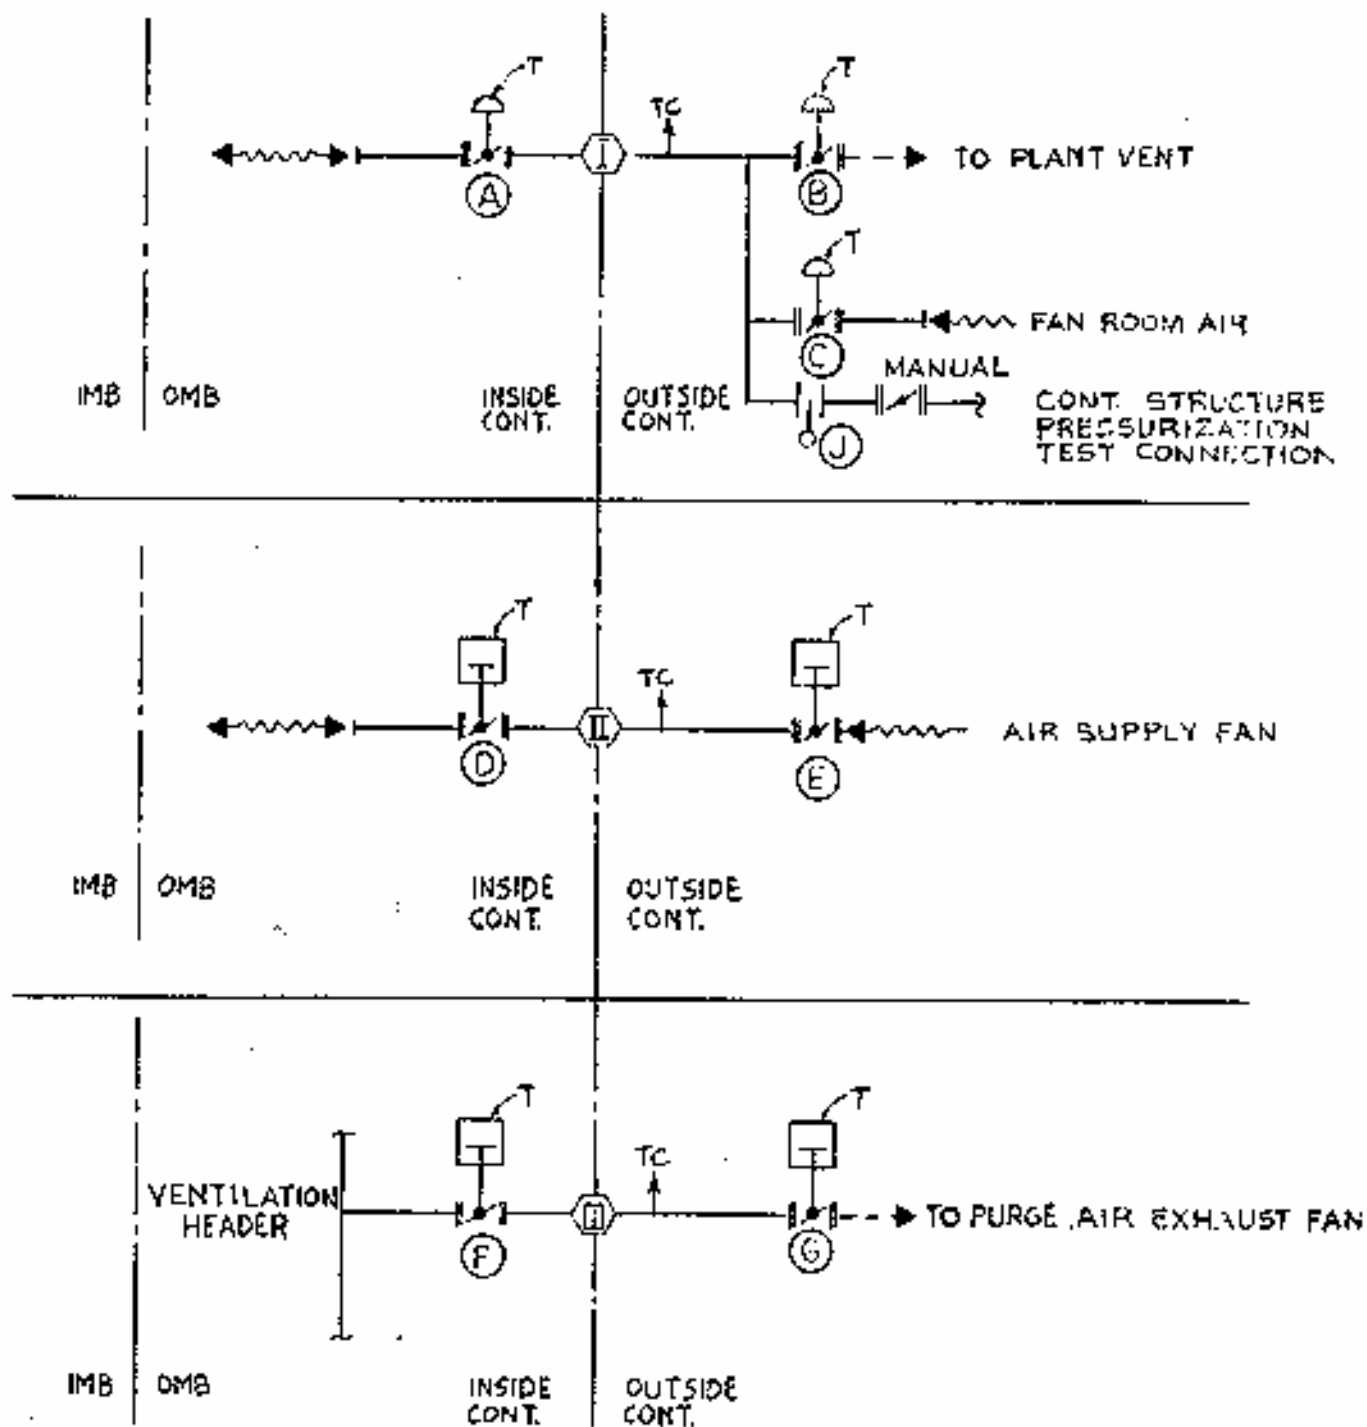 T
T
TC
I
TO PLANT VENT
A
B
T
FAN ROOM AIR
C
MANUAL
IMB OMB
INSIDE CONT.
OUTSIDE CONT.
CONT. STRUCTURE
PRESSURIZATION
TEST CONNECTION
J
T
T
TC
II
AIR SUPPLY FAN
D
E
IMB OMB
INSIDE CONT.
OUTSIDE CONT.
T
T
TC
VENTILATION
HEADER
TO PURGE AIR EXHAUST FAN
F
G
IMB OMB
INSIDE CONT.
OUTSIDE CONT.